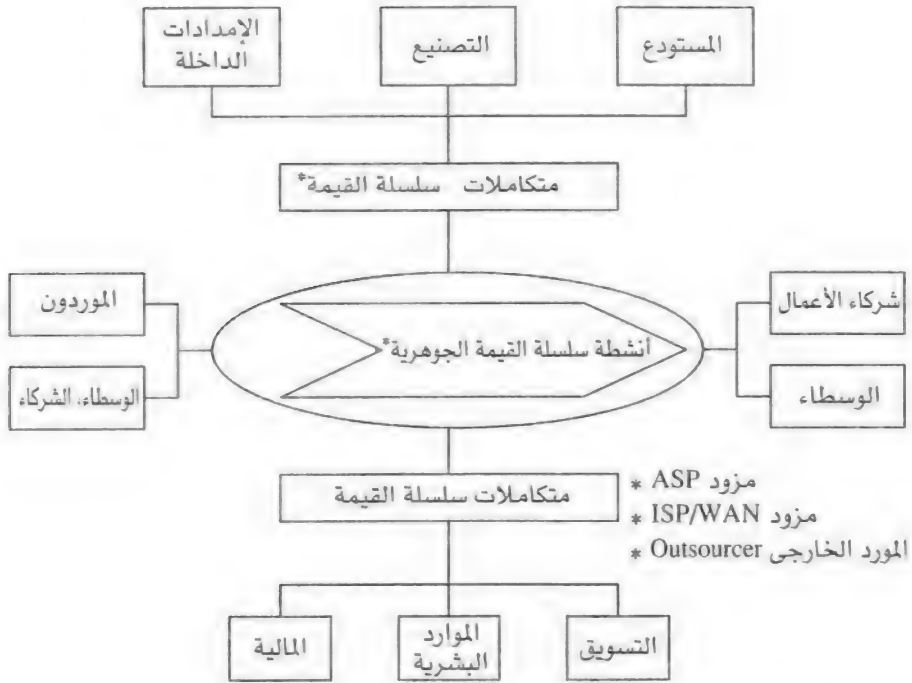 المستودع
التصنيع
الإمدادات
الداخلة
متكاملات سلسلة القيمة*
شركاء الأعمال
الموردون
أنشطة سلسلة القيمة الجوهرية*
الوسطاء
الوسطاء، الشركاء
متكاملات سلسلة القيمة
* مزود ASP
* مزود ISP/WAN
* المورد الخارجى Outsourcer
التسويق
الموارد
البشرية
المالية